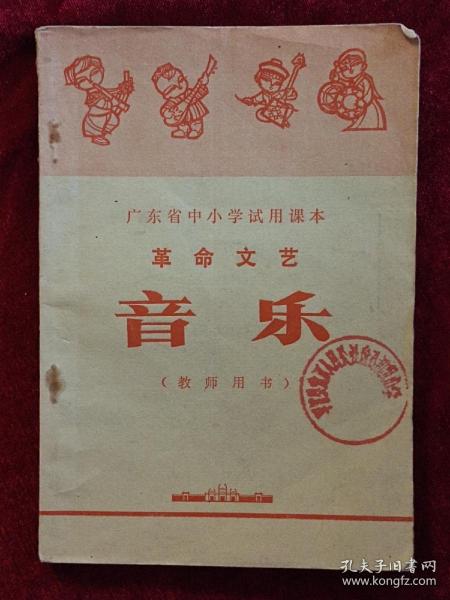 广东省中小学试用课本
革命文艺
音乐
（教师用书）
孔夫子旧书网
www.kongfz.com